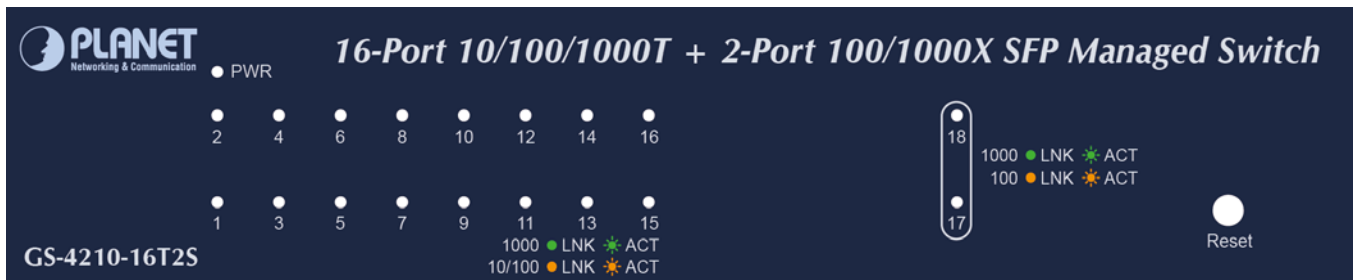 PLANET
Networking & Communication
16-Port 10/100/1000T + 2-Port 100/1000X SFP Managed Switch
PWR
2 4 6 8 10 12 14 16
18
1000 LNK ACT
100 LNK ACT
1 3 5 7 9 11 13 15
17
1000 LNK ACT
10/100 LNK ACT
Reset
GS-4210-16T2S